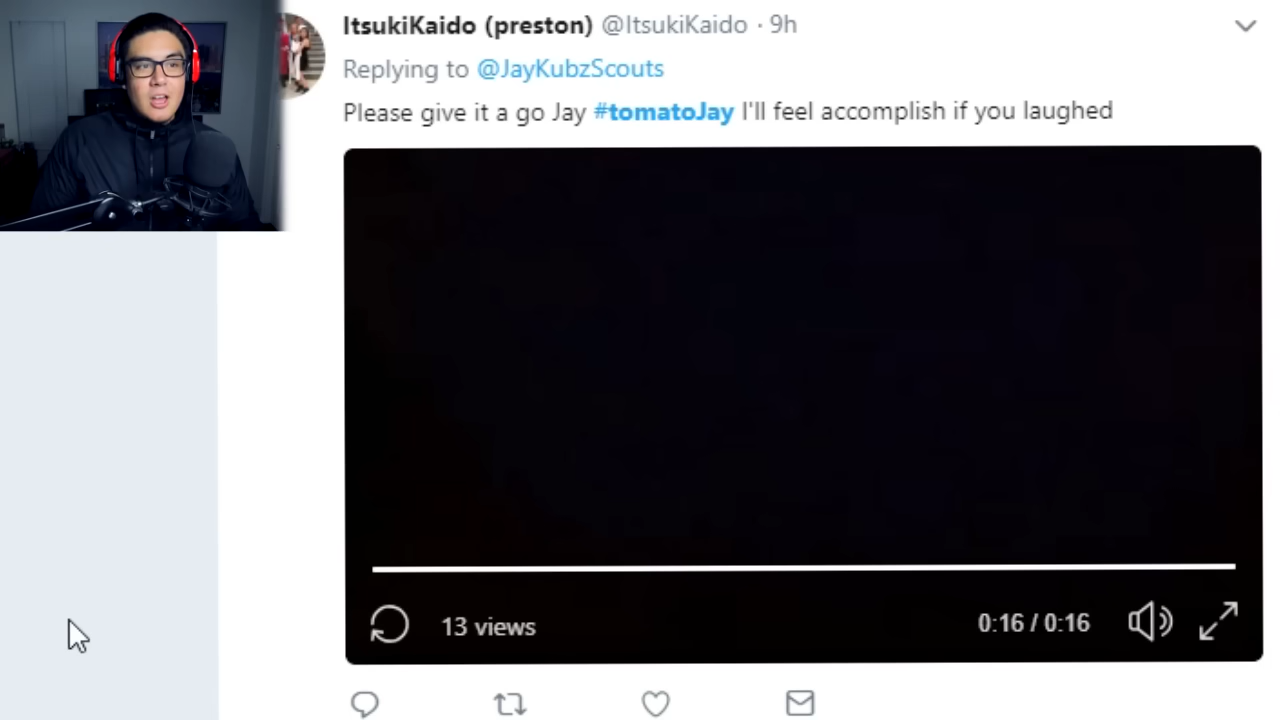 ItsukiKaido (preston) @ItsukiKaido · 9h
Replying to @JayKubzScouts
Please give it a go Jay #tomatoJay I'll feel accomplish if you laughed
13 views
0:16 / 0:16